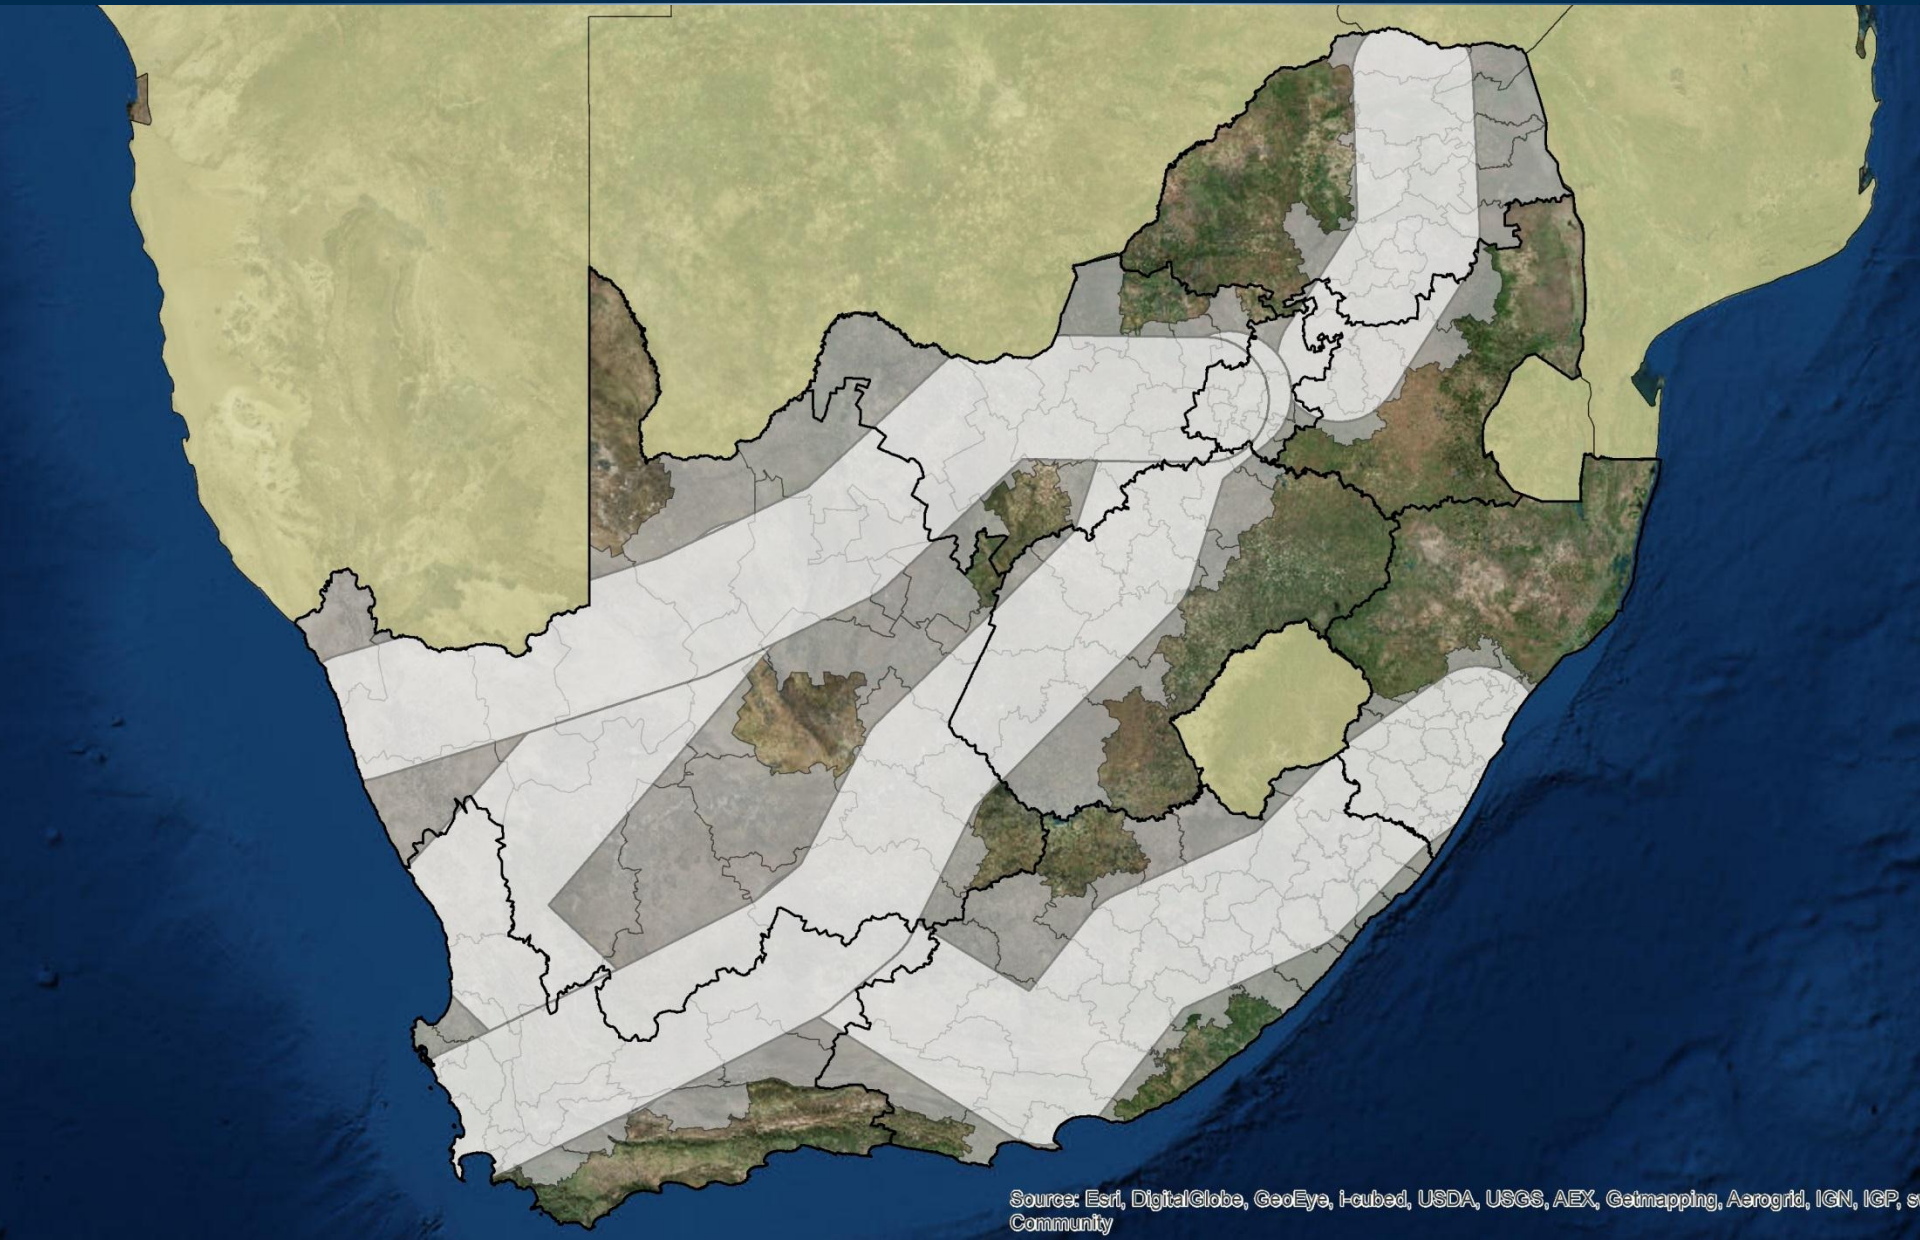 Source: Esri, DigitalGlobe, GeoEye, i-cubed, USDA, USGS, AEX, Getmapping, Aerogrid, IGN, IGP,
Community